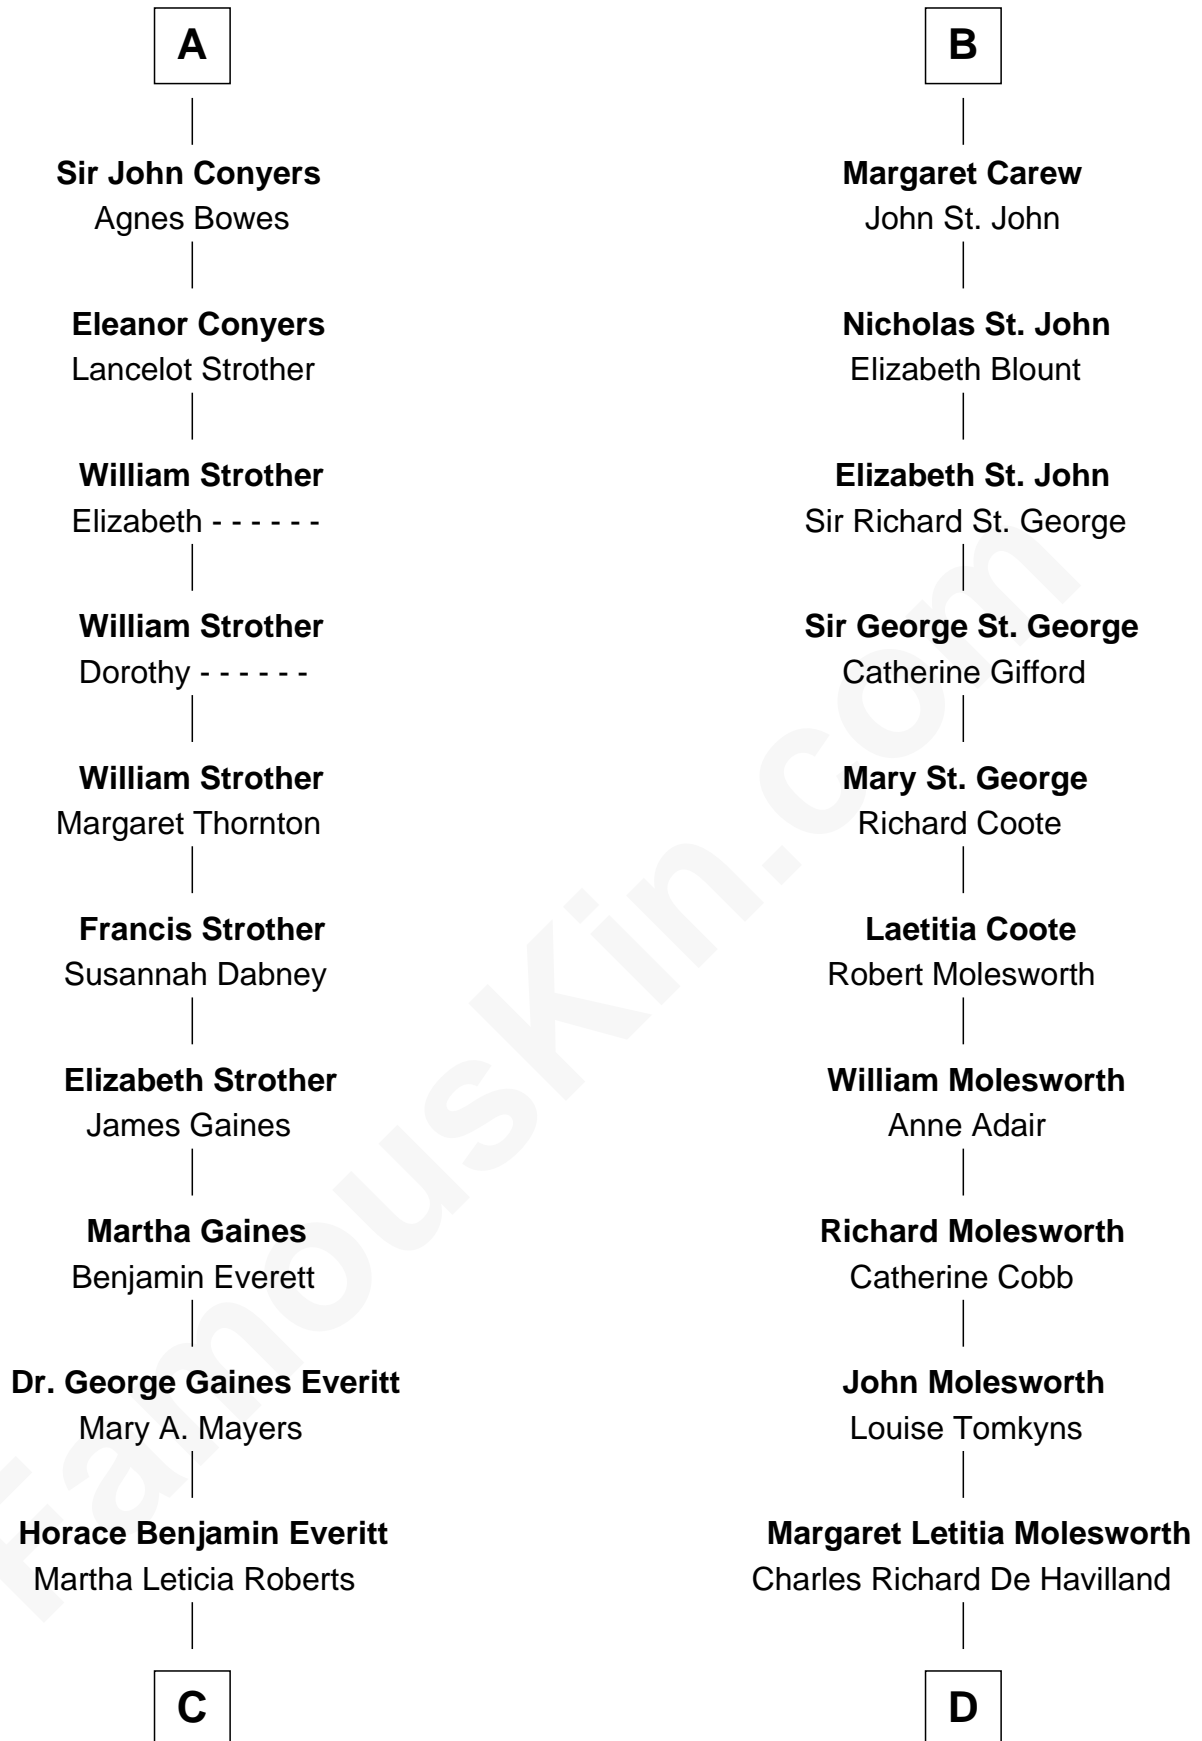 A
Sir John Conyers
Agnes Bowes
Eleanor Conyers
Lancelot Strother
William Strother
Elizabeth - - - - - -
William Strother
Dorothy - - - - - -
William Strother
Margaret Thornton
Francis Strother
Susannah Dabney
Elizabeth Strother
James Gaines
Martha Gaines
Benjamin Everett
Dr. George Gaines Everitt
Mary A. Mayers
Horace Benjamin Everitt
Martha Leticia Roberts
C
B
Margaret Carew
John St. John
Nicholas St. John
Elizabeth Blount
Elizabeth St. John
Sir Richard St. George
Sir George St. George
Catherine Gifford
Mary St. George
Richard Coote
Laetitia Coote
Robert Molesworth
William Molesworth
Anne Adair
Richard Molesworth
Catherine Cobb
John Molesworth
Louise Tomkyns
Margaret Letitia Molesworth
Charles Richard De Havilland
D
FamousKin.com